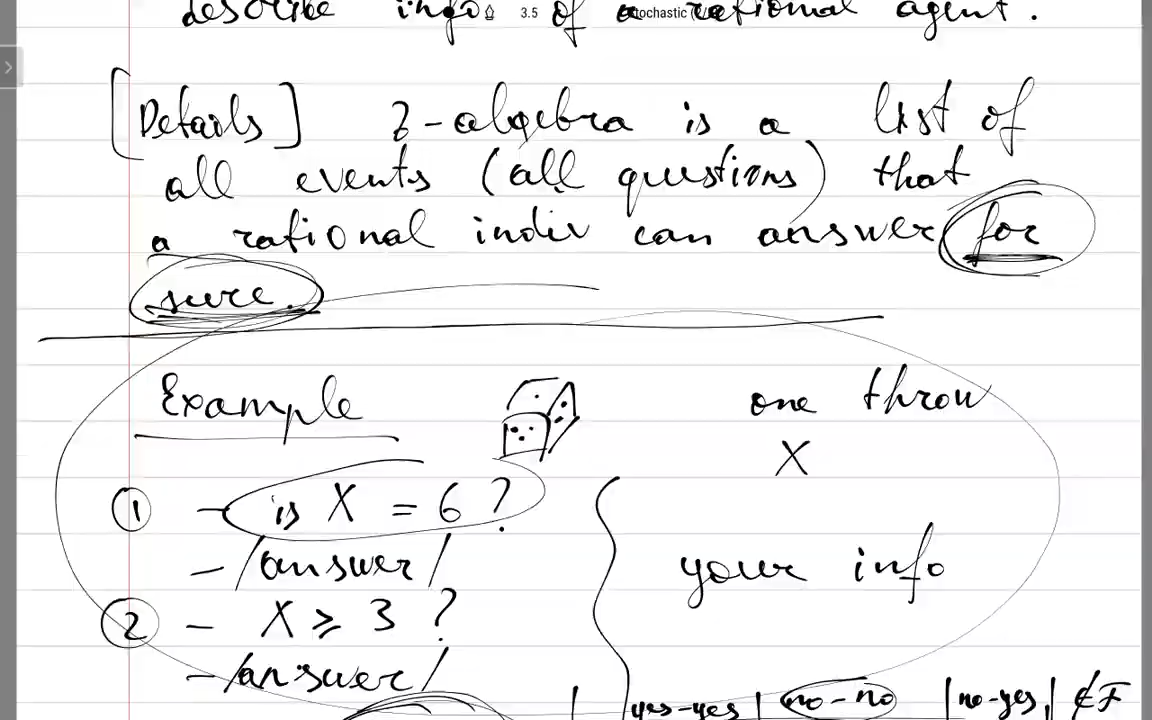 describe info of a rational agent.
3.5
[Details] σ-algebra is a list of
all events (all questions) that
a rational indiv can answer for
sure.
Example one throw
X
① - is X = 6 ?
- /answer/ your info
② - X ⩾ 3 ?
- /answer/
| yes-yes | no-no | no-yes | ∉ F